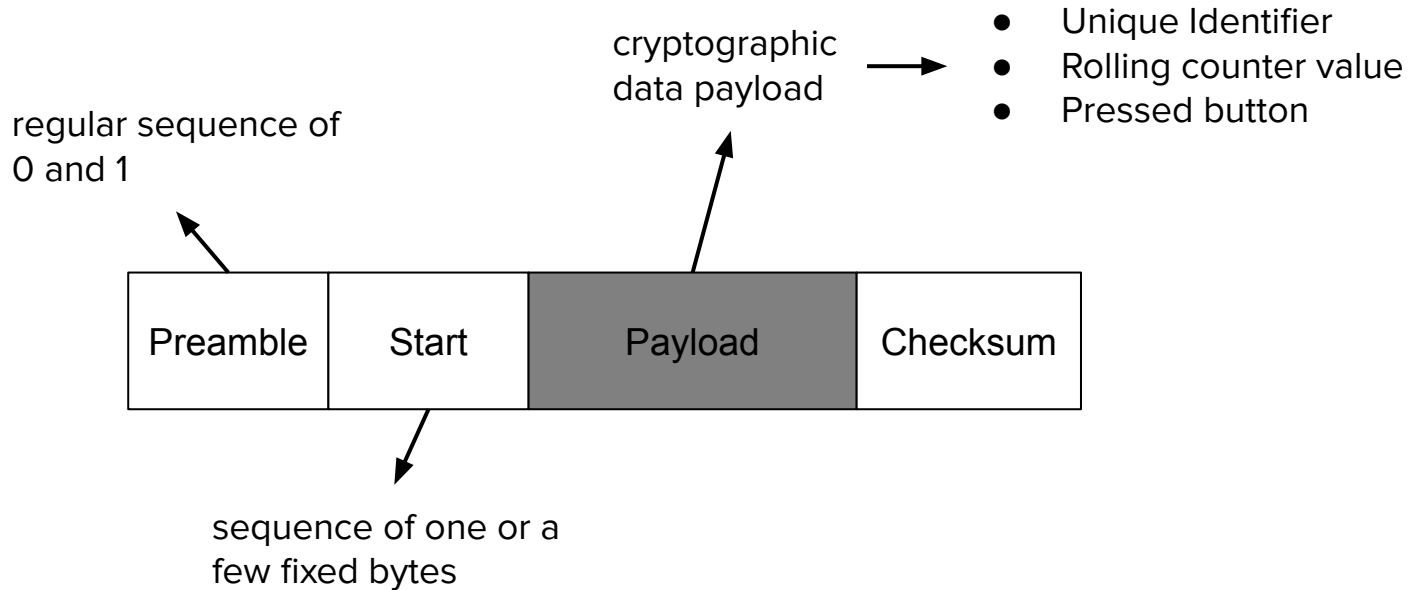 cryptographic
data payload
● Unique Identifier
● Rolling counter value
● Pressed button
regular sequence of
0 and 1
Preamble
Start
Payload
Checksum
sequence of one or a
few fixed bytes